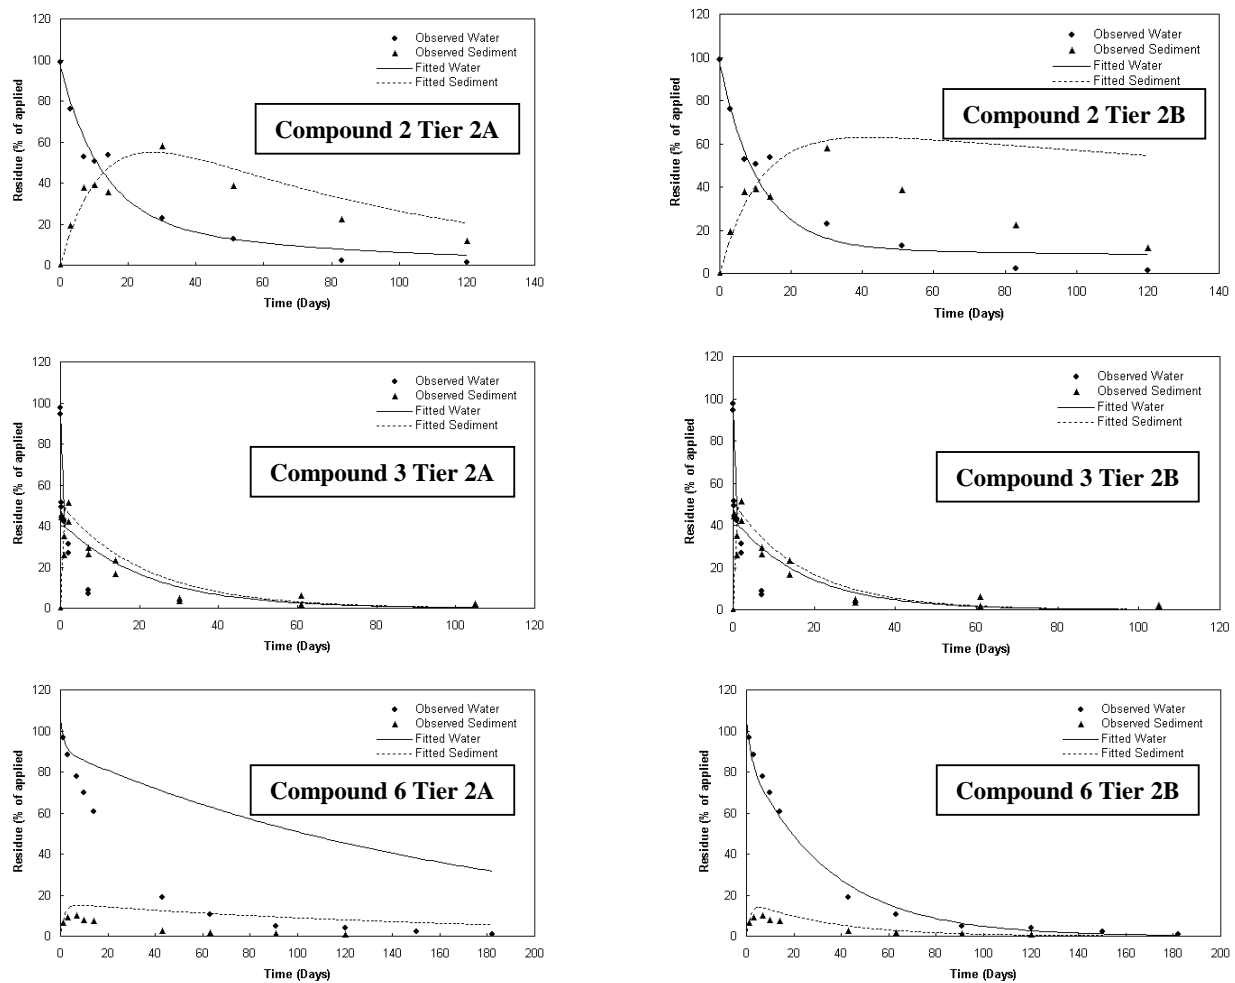 120
100
80
60
40
20
0
Residue (% of applied
Observed Water
Observed Sediment
Fitted Water
Fitted Sediment
Compound 2 Tier 2A
0 20 40 60 80 100 120 140
Time (Days)
120
100
80
60
40
20
0
Residue (% of applied
Observed Water
Observed Sediment
Fitted Water
Fitted Sediment
Compound 2 Tier 2B
0 20 40 60 80 100 120 140
Time (Days)
120
100
80
60
40
20
0
Residue (% of applied
Observed Water
Observed Sediment
Fitted Water
Fitted Sediment
Compound 3 Tier 2A
0 20 40 60 80 100 120
Time (Days)
120
100
80
60
40
20
0
Residue (% of applied
Observed Water
Observed Sediment
Fitted Water
Fitted Sediment
Compound 3 Tier 2B
0 20 40 60 80 100 120
Time (Days)
120
100
80
60
40
20
0
Residue (% of applied
Observed Water
Observed Sediment
Fitted Water
Fitted Sediment
Compound 6 Tier 2A
0 20 40 60 80 100 120 140 160 180 200
Time (Days)
120
100
80
60
40
20
0
Residue (% of applied
Observed Water
Observed Sediment
Fitted Water
Fitted Sediment
Compound 6 Tier 2B
0 20 40 60 80 100 120 140 160 180 200
Time (Days)